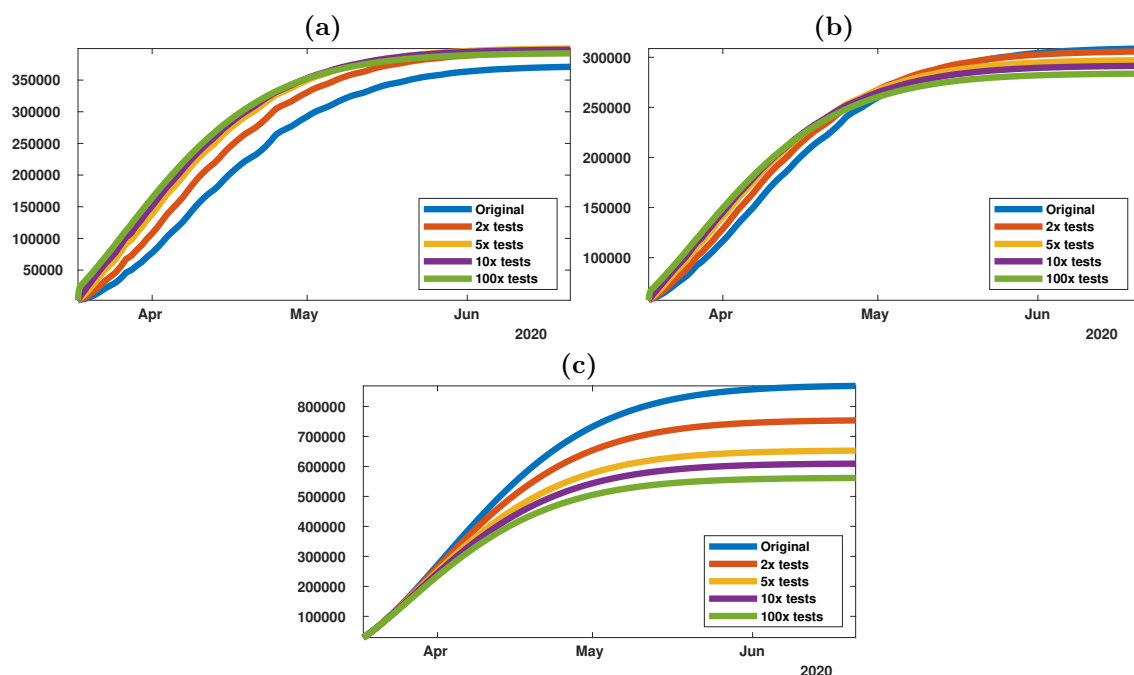 (a)
350000
300000
250000
200000
150000
100000
50000
Original
2x tests
5x tests
10x tests
100x tests
Apr May Jun
2020
(b)
300000
250000
200000
150000
100000
Original
2x tests
5x tests
10x tests
100x tests
Apr May Jun
2020
(c)
800000
700000
600000
500000
400000
300000
200000
100000
Original
2x tests
5x tests
10x tests
100x tests
Apr May Jun
2020